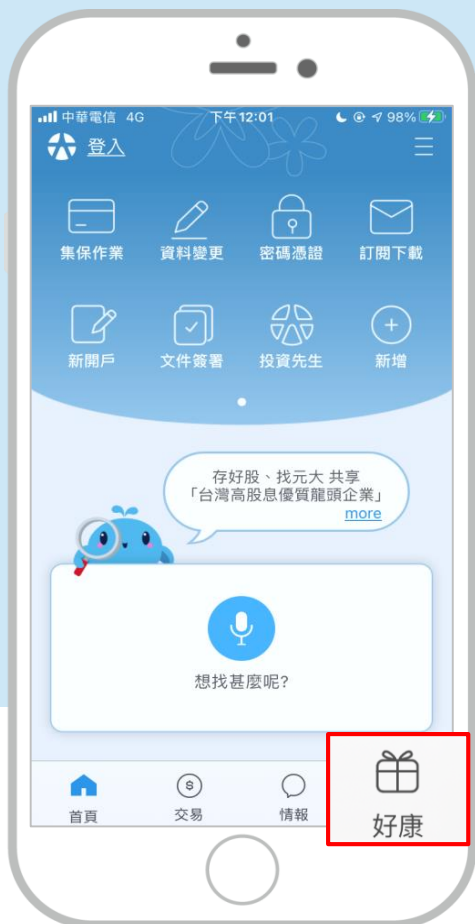 中華電信 4G 下午12:01 98%
登入
集保作業 資料變更 密碼憑證 訂閱下載
新開戶 文件簽署 投資先生 新增
存好股、找元大 共享
「台灣高股息優質龍頭企業」
more
想找甚麼呢?
首頁 交易 情報 好康